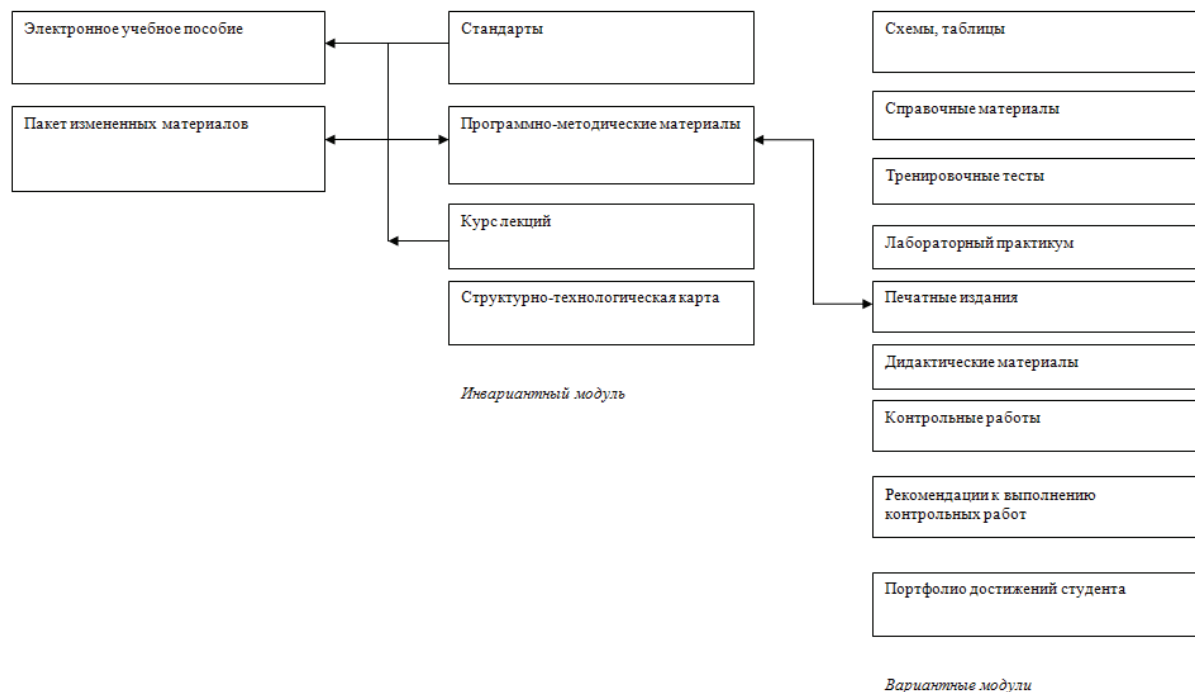 Электронное учебное пособие
Пакет измененных материалов
Стандарты
Программно-методические материалы
Курс лекций
Структурно-технологическая карта
Инвариантный модуль
Схемы, таблицы
Справочные материалы
Тренировочные тесты
Лабораторный практикум
Печатные издания
Дидактические материалы
Контрольные работы
Рекомендации к выполнению
контрольных работ
Портфолио достижений студента
Вариантные модули